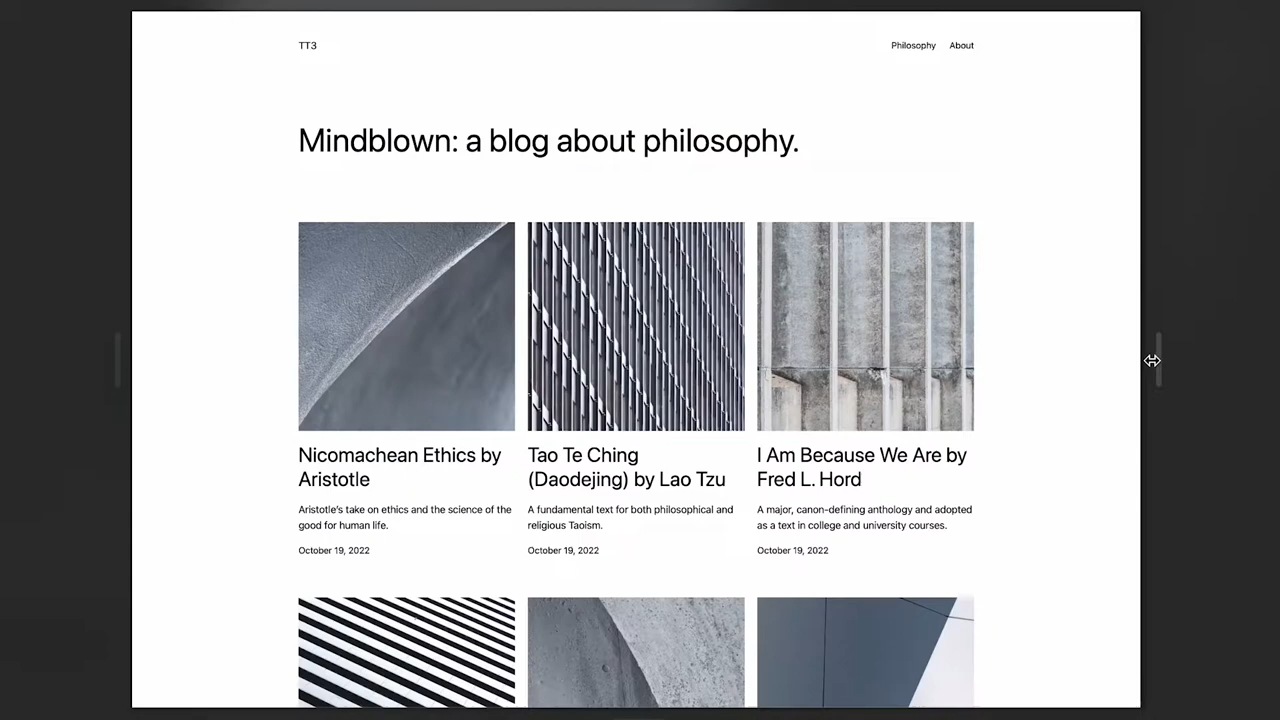 TT3
Philosophy
About
Mindblown: a blog about philosophy.
Nicomachean Ethics by
Aristotle
Aristotle's take on ethics and the science of the
good for human life.
October 19, 2022
Tao Te Ching
(Daodejing) by Lao Tzu
A fundamental text for both philosophical and
religious Taoism.
October 19, 2022
I Am Because We Are by
Fred L. Hord
A major, canon-defining anthology and adopted
as a text in college and university courses.
October 19, 2022